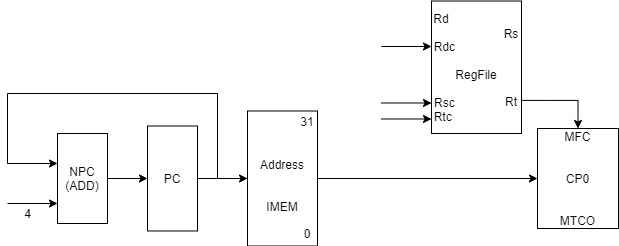 Rd
Rs
Rdc
RegFile
Rsc
Rt
Rtc
31
MFC
Address
NPC
(ADD)
PC
CP0
IMEM
4
MTCO
0